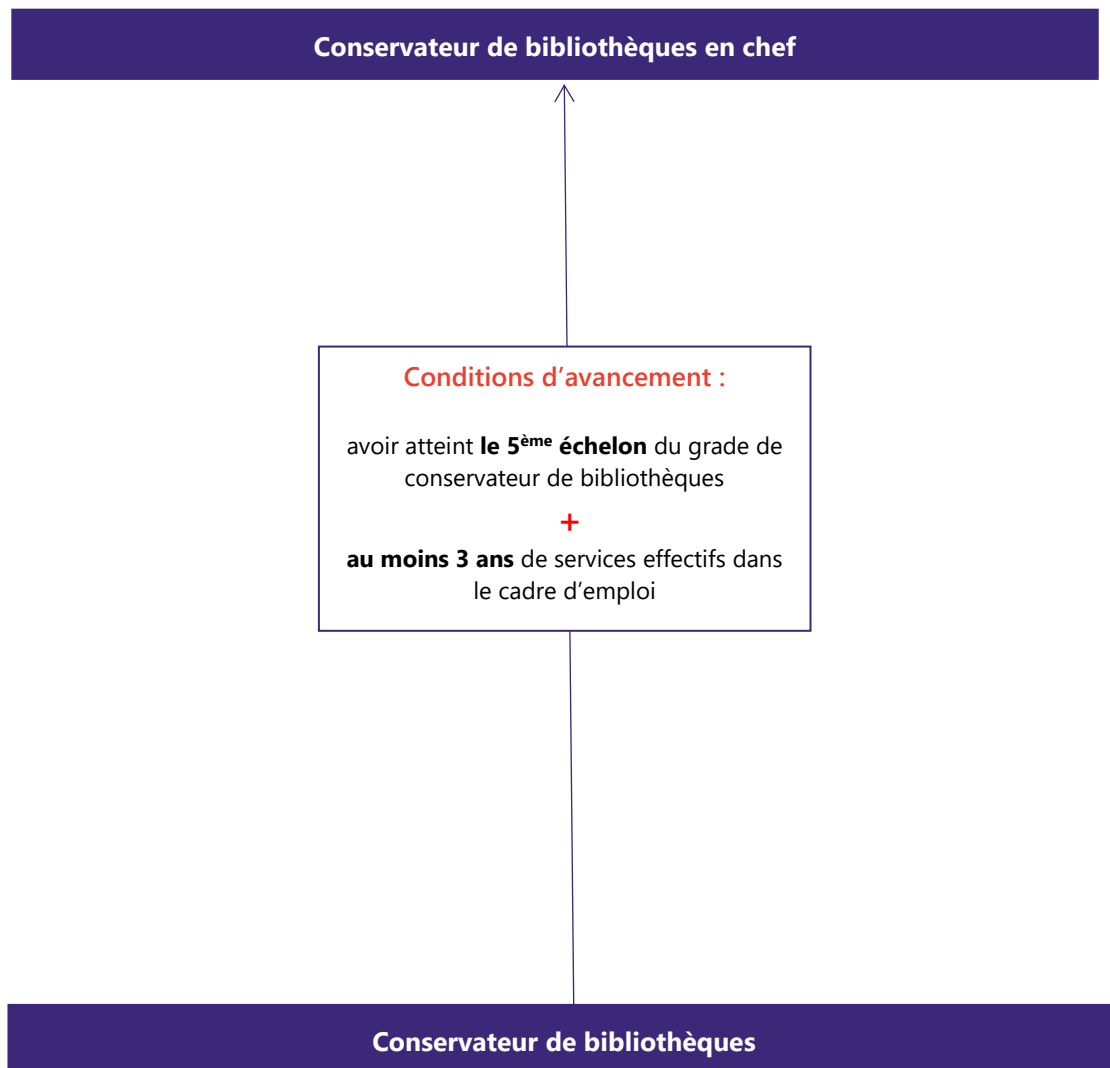 Conservateur de bibliothèques en chef
Conditions d’avancement :
avoir atteint le 5ème échelon du grade de
conservateur de bibliothèques
+
au moins 3 ans de services effectifs dans
le cadre d’emploi
Conservateur de bibliothèques